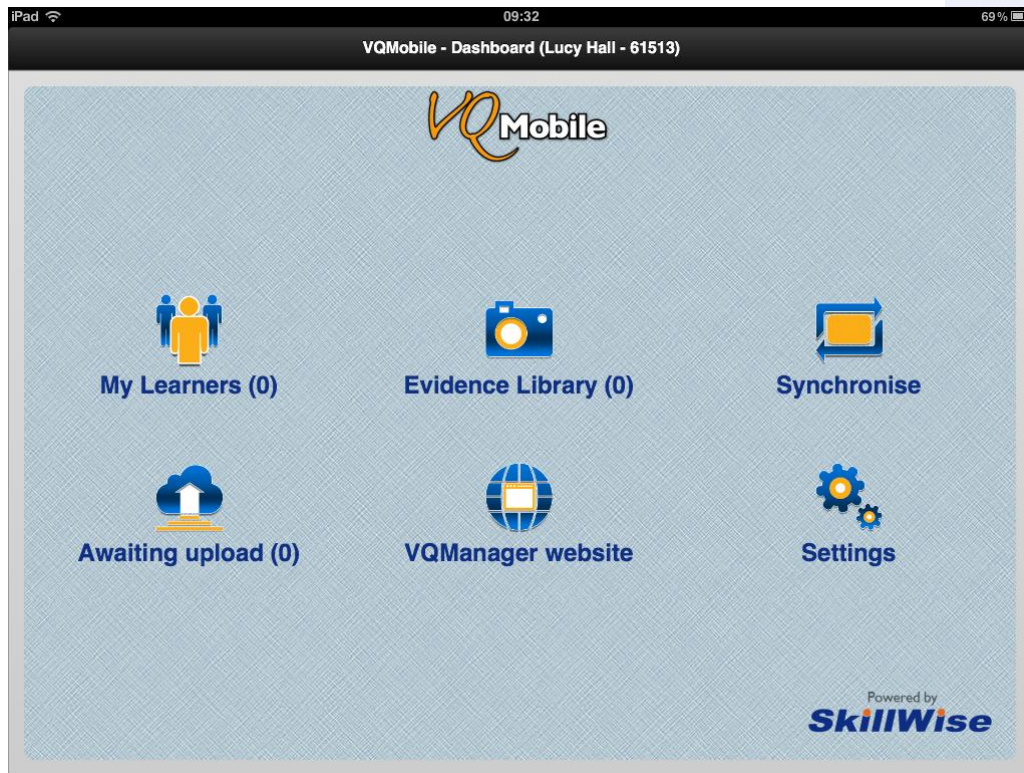 iPad 09:32 69%
VQMobile - Dashboard (Lucy Hall - 61513)
VQMobile
My Learners (0) Evidence Library (0) Synchronise
Awaiting upload (0) VQManager website Settings
Powered by
SkillWise